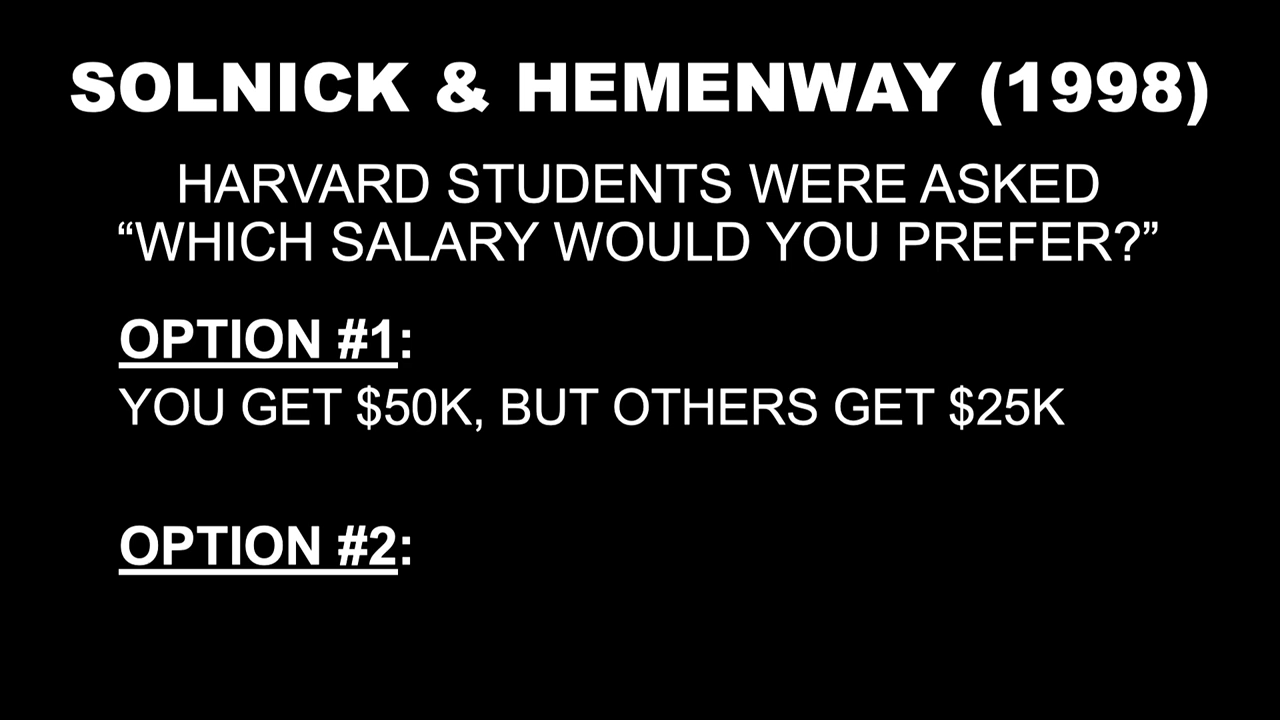 SOLNICK & HEMENWAY (1998)
HARVARD STUDENTS WERE ASKED
“WHICH SALARY WOULD YOU PREFER?”
OPTION #1:
YOU GET $50K, BUT OTHERS GET $25K
OPTION #2: